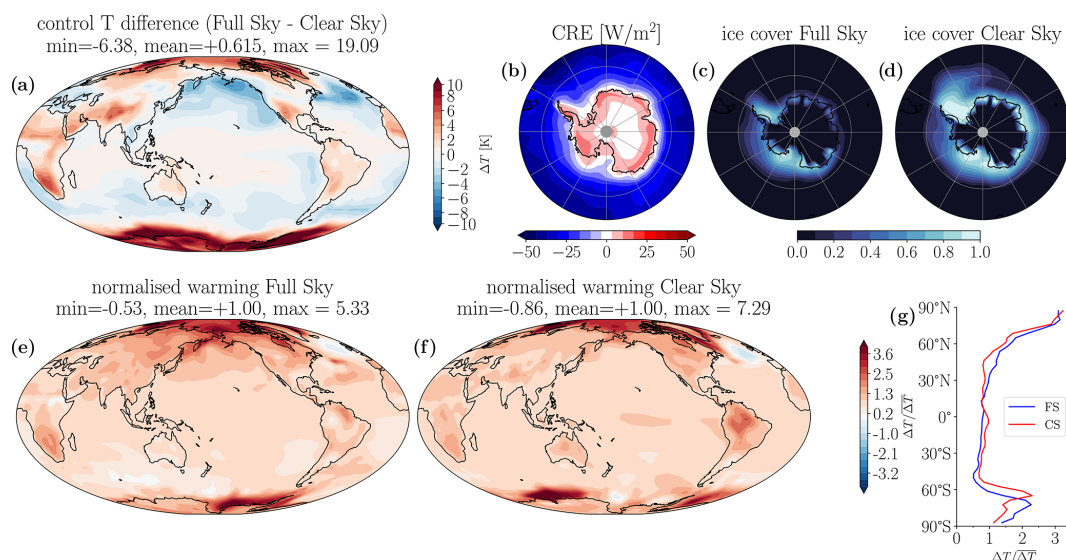 control T difference (Full Sky - Clear Sky)
min=-6.38, mean=+0.615, max = 19.09
(a)
10
8
6
4
2
0
−2
−4
−6
−8
−10
ΔT [K]
CRE [W/m²]
(b)
−50 −25 0 25 50
ice cover Full Sky
(c)
ice cover Clear Sky
(d)
0.0 0.2 0.4 0.6 0.8 1.0
normalised warming Full Sky
min=-0.53, mean=+1.00, max = 5.33
(e)
normalised warming Clear Sky
min=-0.86, mean=+1.00, max = 7.29
(f)
3.6
2.4
1.3
0.2
−1.0
−2.1
−3.2
ΔT/ΔT̅
(g)
90°N
60°N
30°N
0°
30°S
60°S
90°S
FS
CS
0 1 2 3
ΔT/ΔT̅